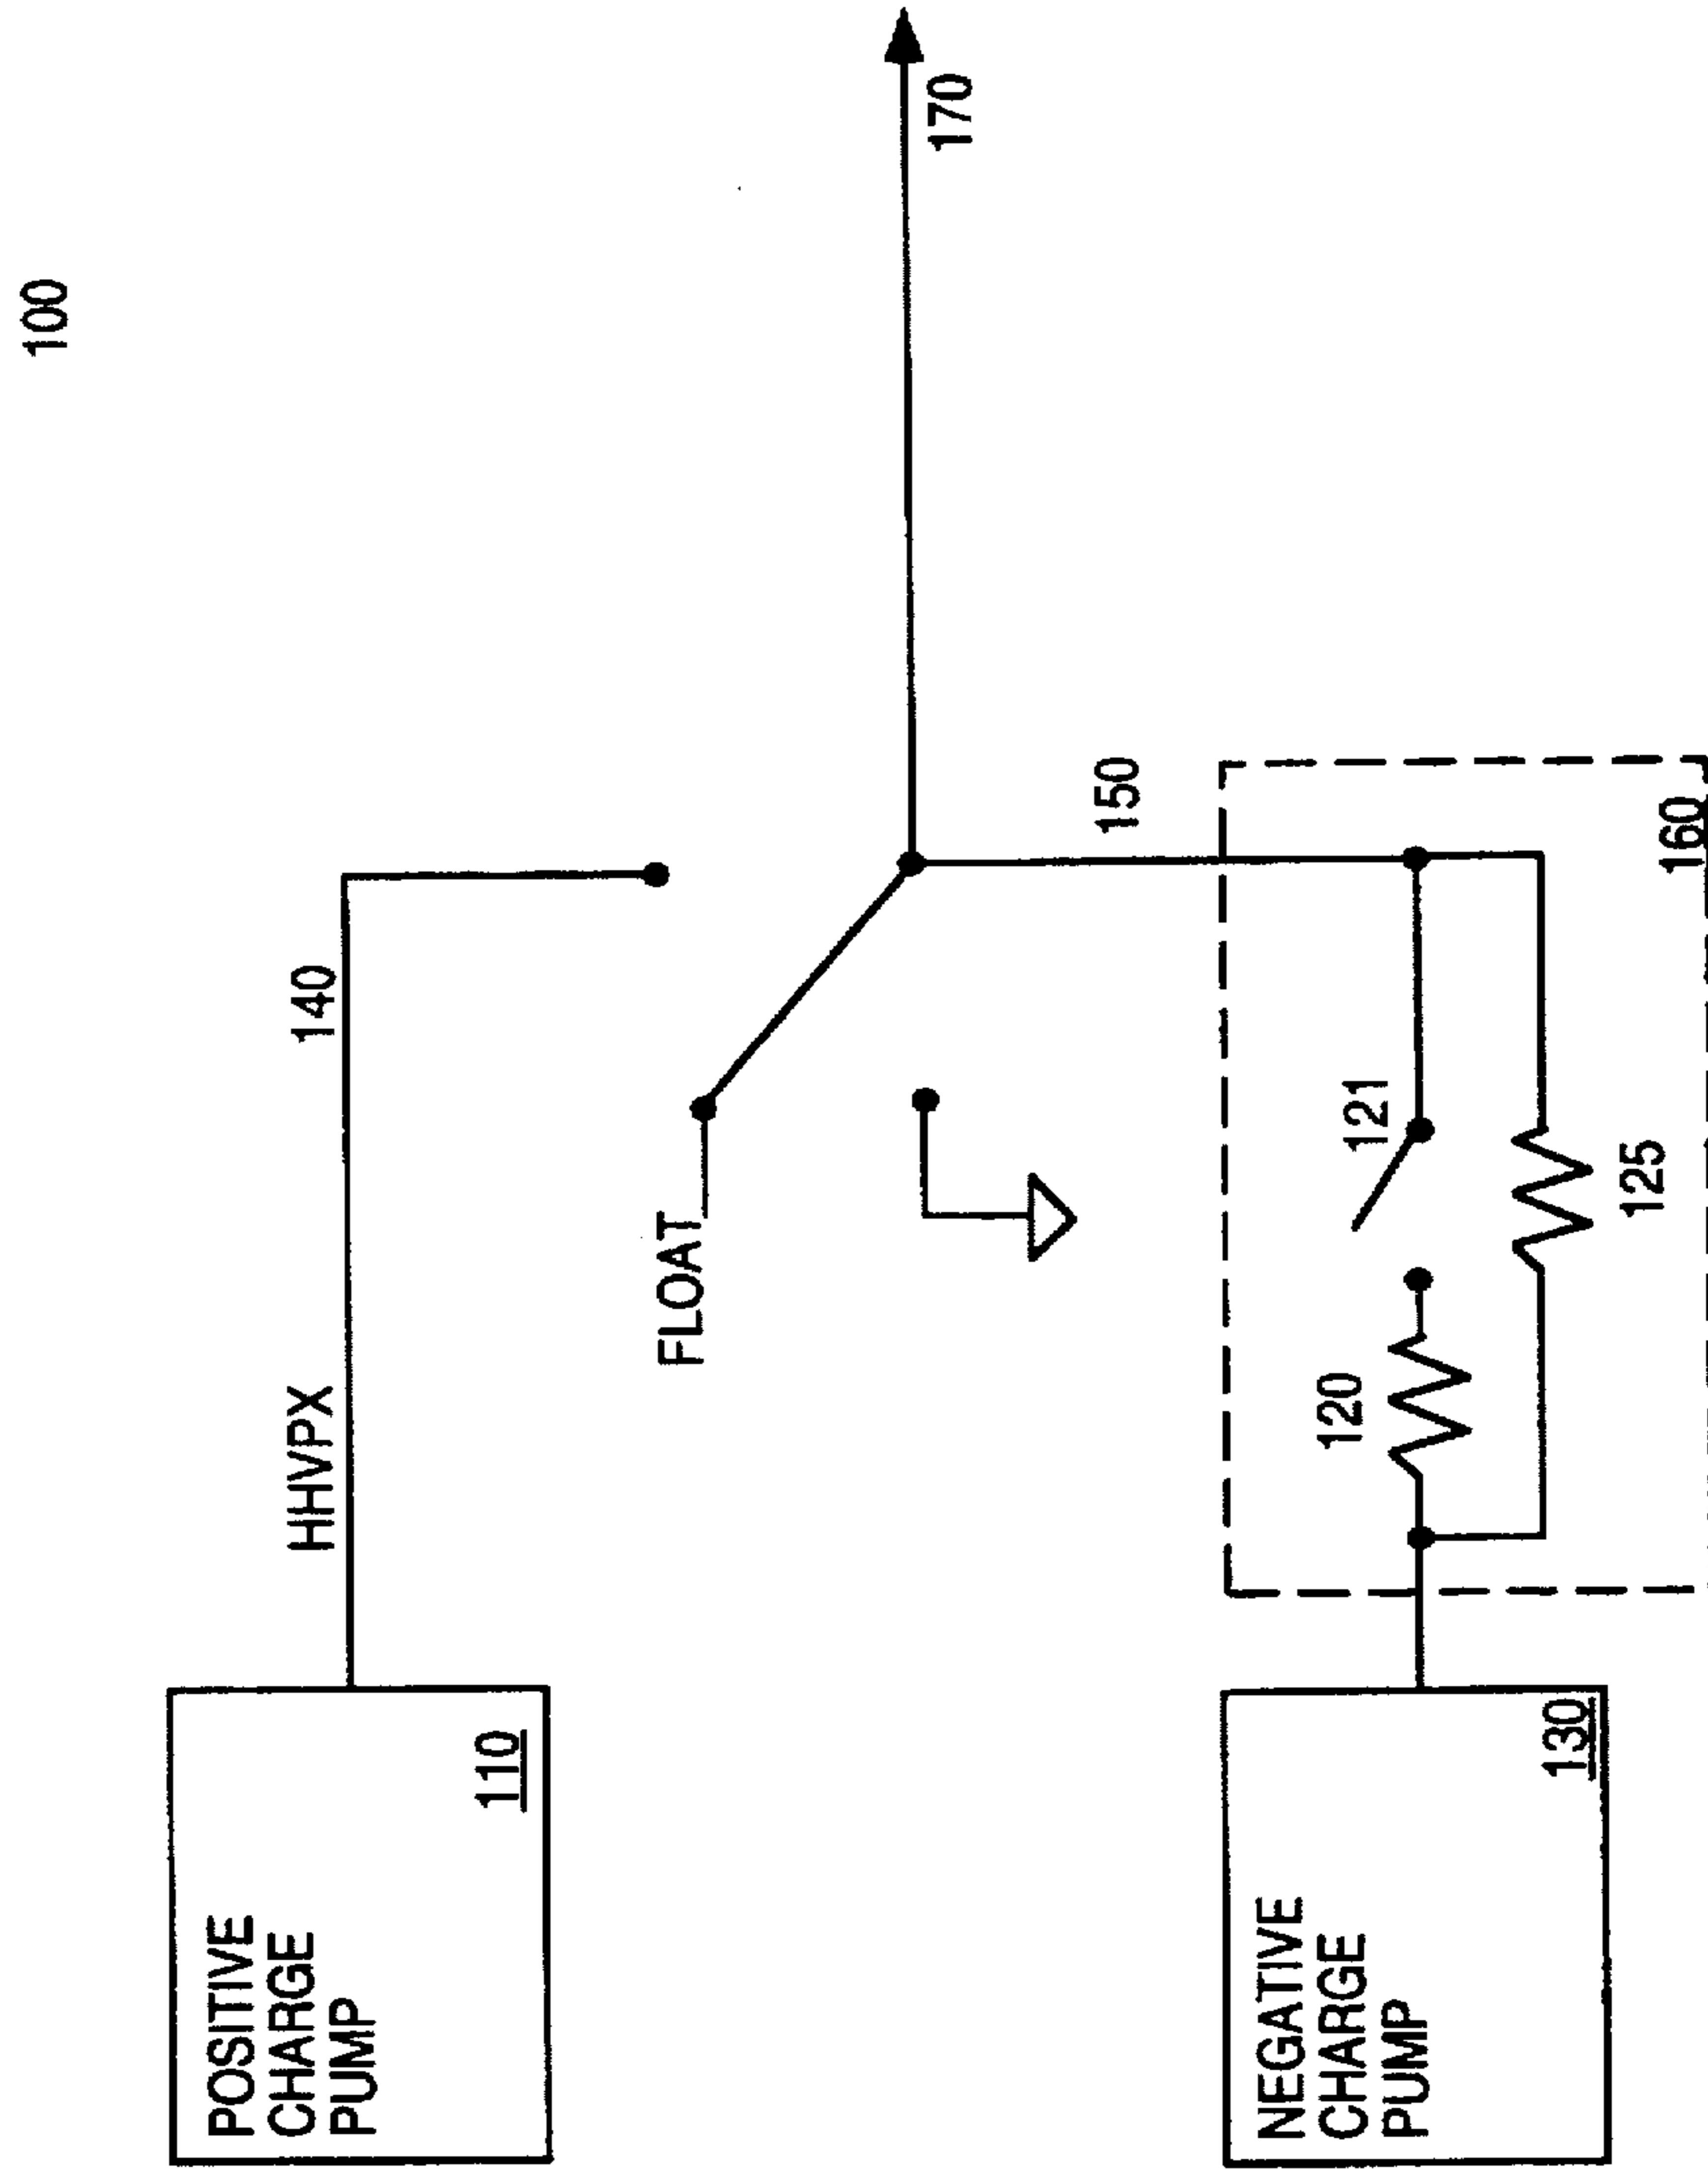 100
POSITIVE
CHARGE
PUMP
110
HHVPX
140
FLOAT
170
150
NEGATIVE
CHARGE
PUMP
130
120
121
125
160